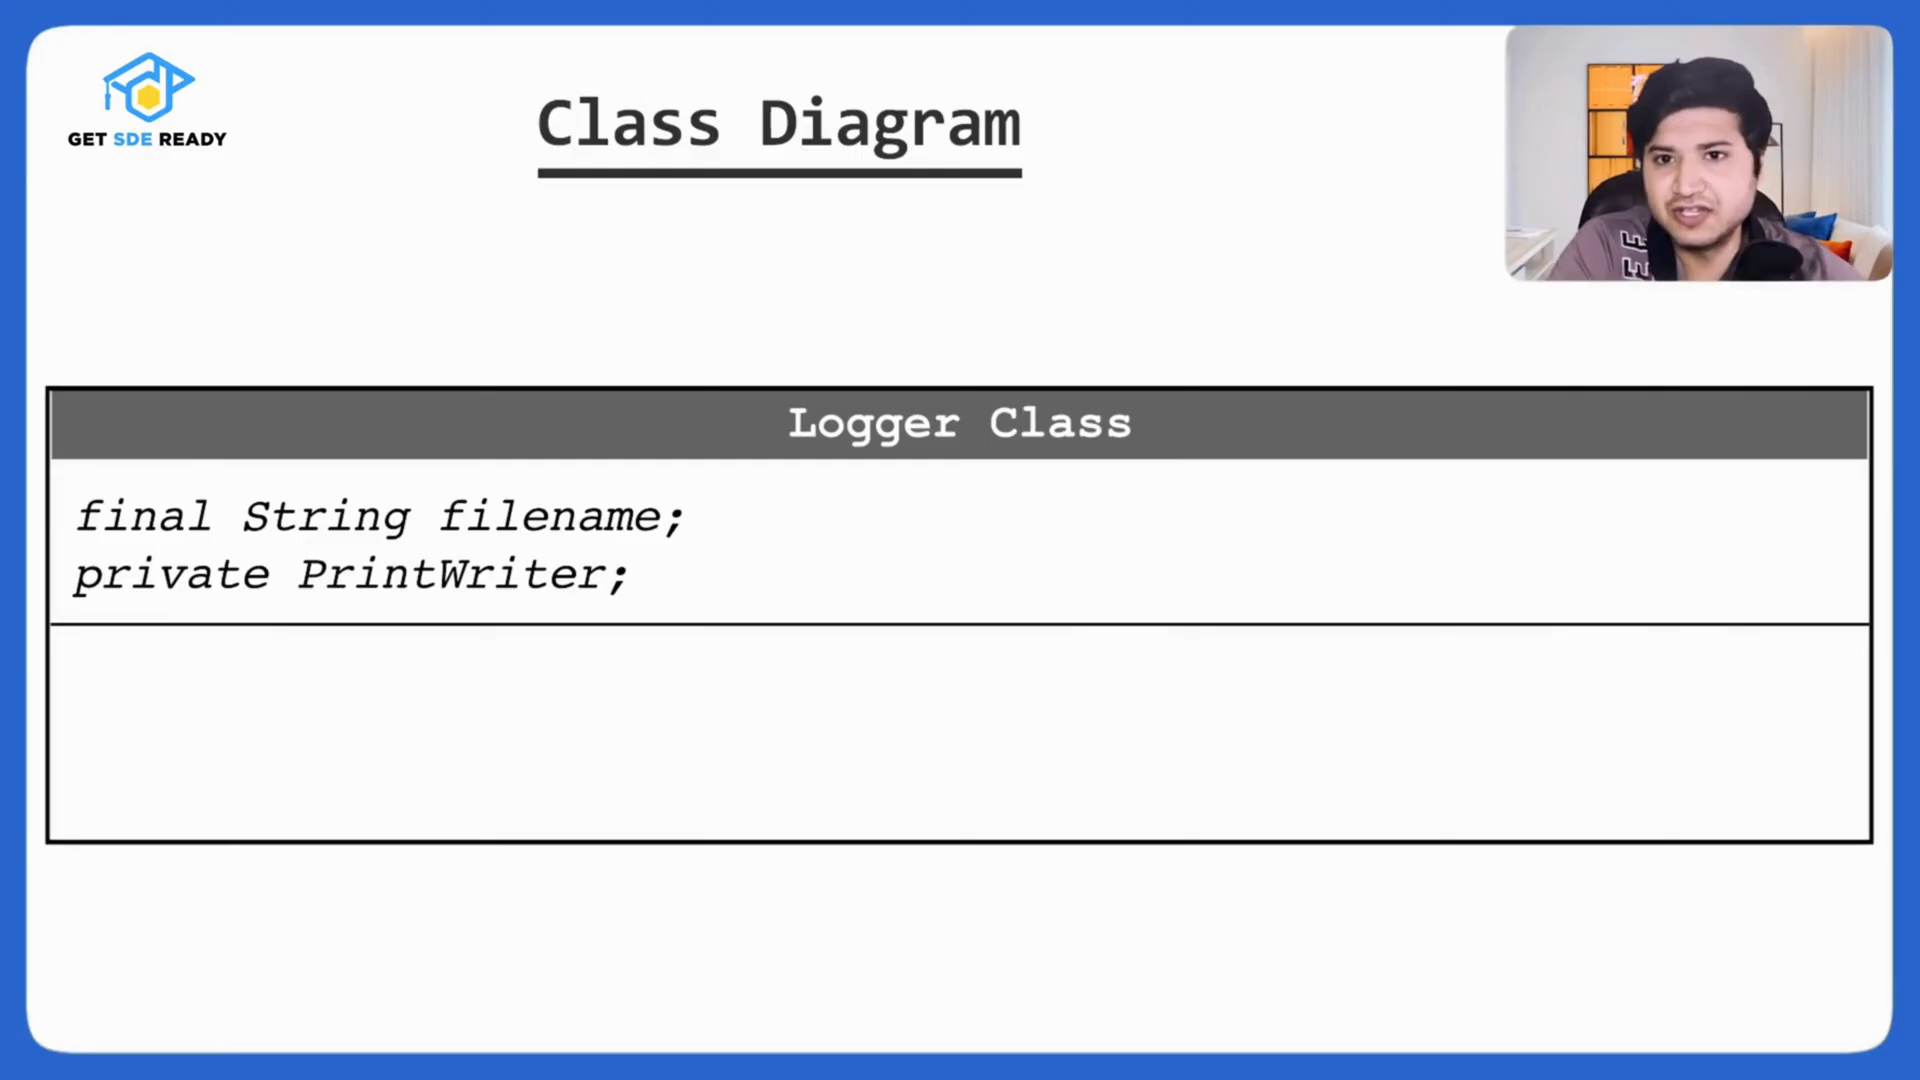 GET SDE READY
Class Diagram
Logger Class
final String filename;
private PrintWriter;